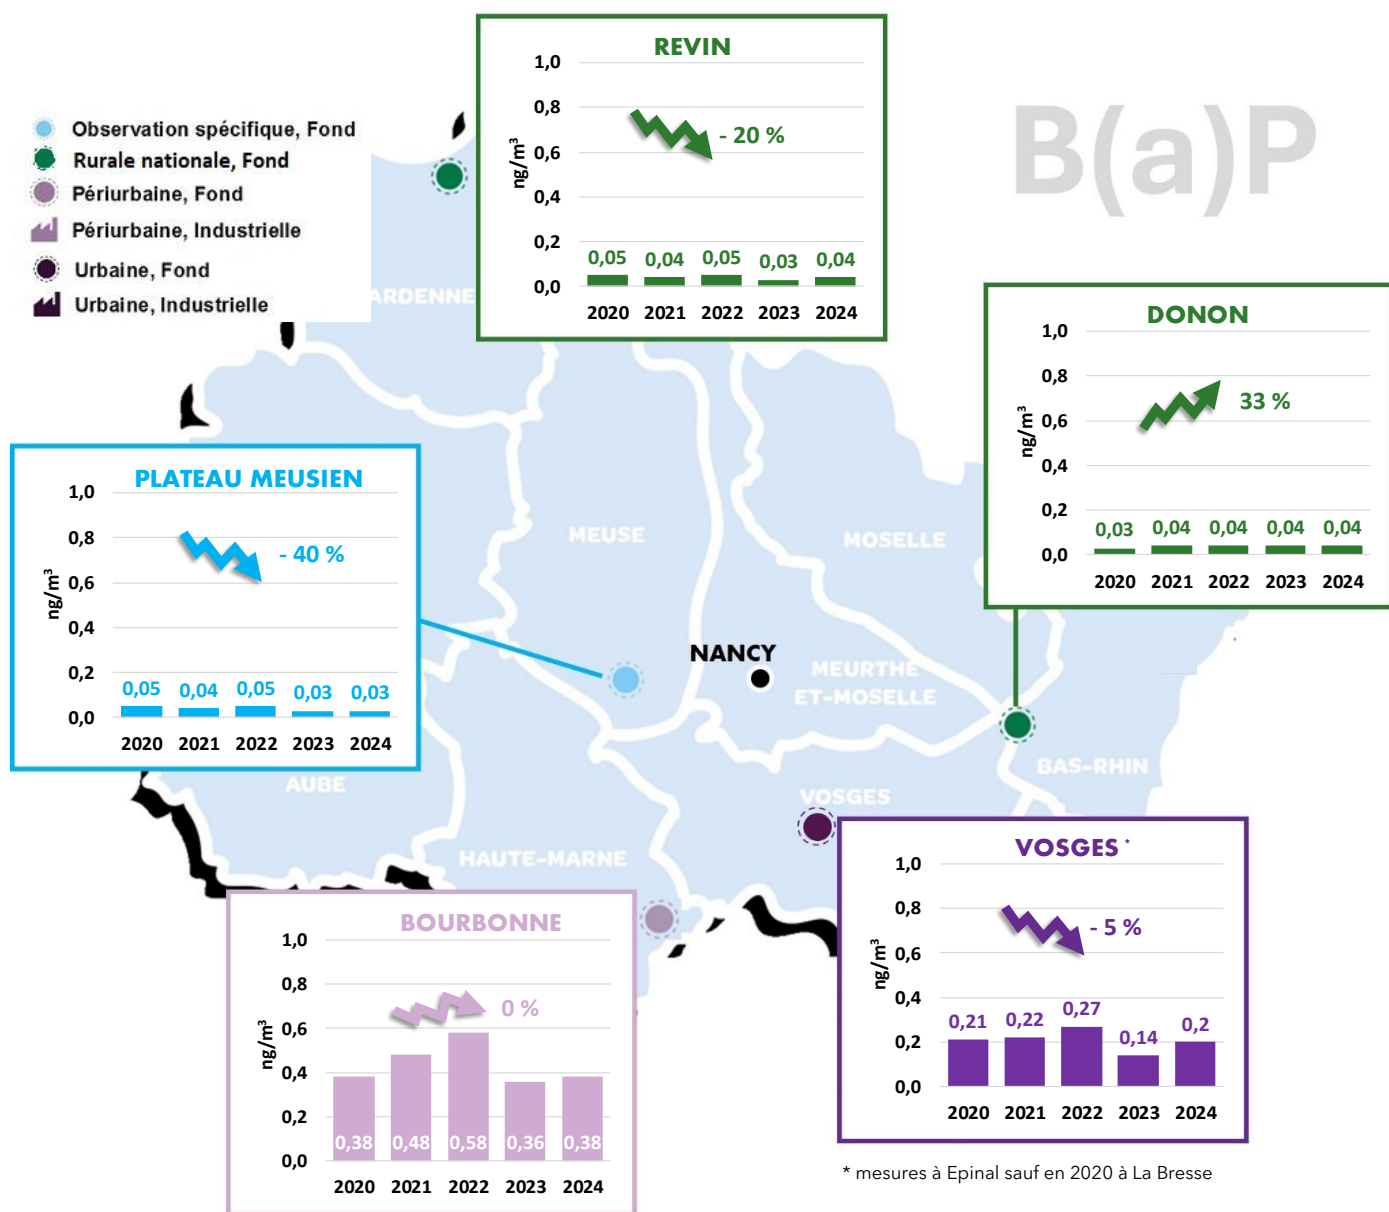 B(a)P
Observation spécifique, Fond
Rurale nationale, Fond
Périurbaine, Fond
Périurbaine, Industrielle
Urbaine, Fond
Urbaine, Industrielle
REVIN
1,0
0,8
0,6
0,4
0,2
0,0
ng/m³
- 20 %
0,05 0,04 0,05 0,03 0,04
2020 2021 2022 2023 2024
DONON
1,0
0,8
0,6
0,4
0,2
0,0
ng/m³
33 %
0,03 0,04 0,04 0,04 0,04
2020 2021 2022 2023 2024
PLATEAU MEUSIEN
1,0
0,8
0,6
0,4
0,2
0,0
ng/m³
- 40 %
0,05 0,04 0,05 0,03 0,03
2020 2021 2022 2023 2024
ARDENNE
MEUSE
MOSELLE
NANCY
MEURTHE
ET-MOSELLE
BAS-RHIN
AUBE
VOSGES
HAUTE-MARNE
VOSGES *
1,0
0,8
0,6
0,4
0,2
0,0
ng/m³
- 5 %
0,21 0,22 0,27 0,14 0,2
2020 2021 2022 2023 2024
BOURBONNE
1,0
0,8
0,6
0,4
0,2
0,0
ng/m³
0 %
0,38 0,48 0,58 0,36 0,38
2020 2021 2022 2023 2024
* mesures à Epinal sauf en 2020 à La Bresse